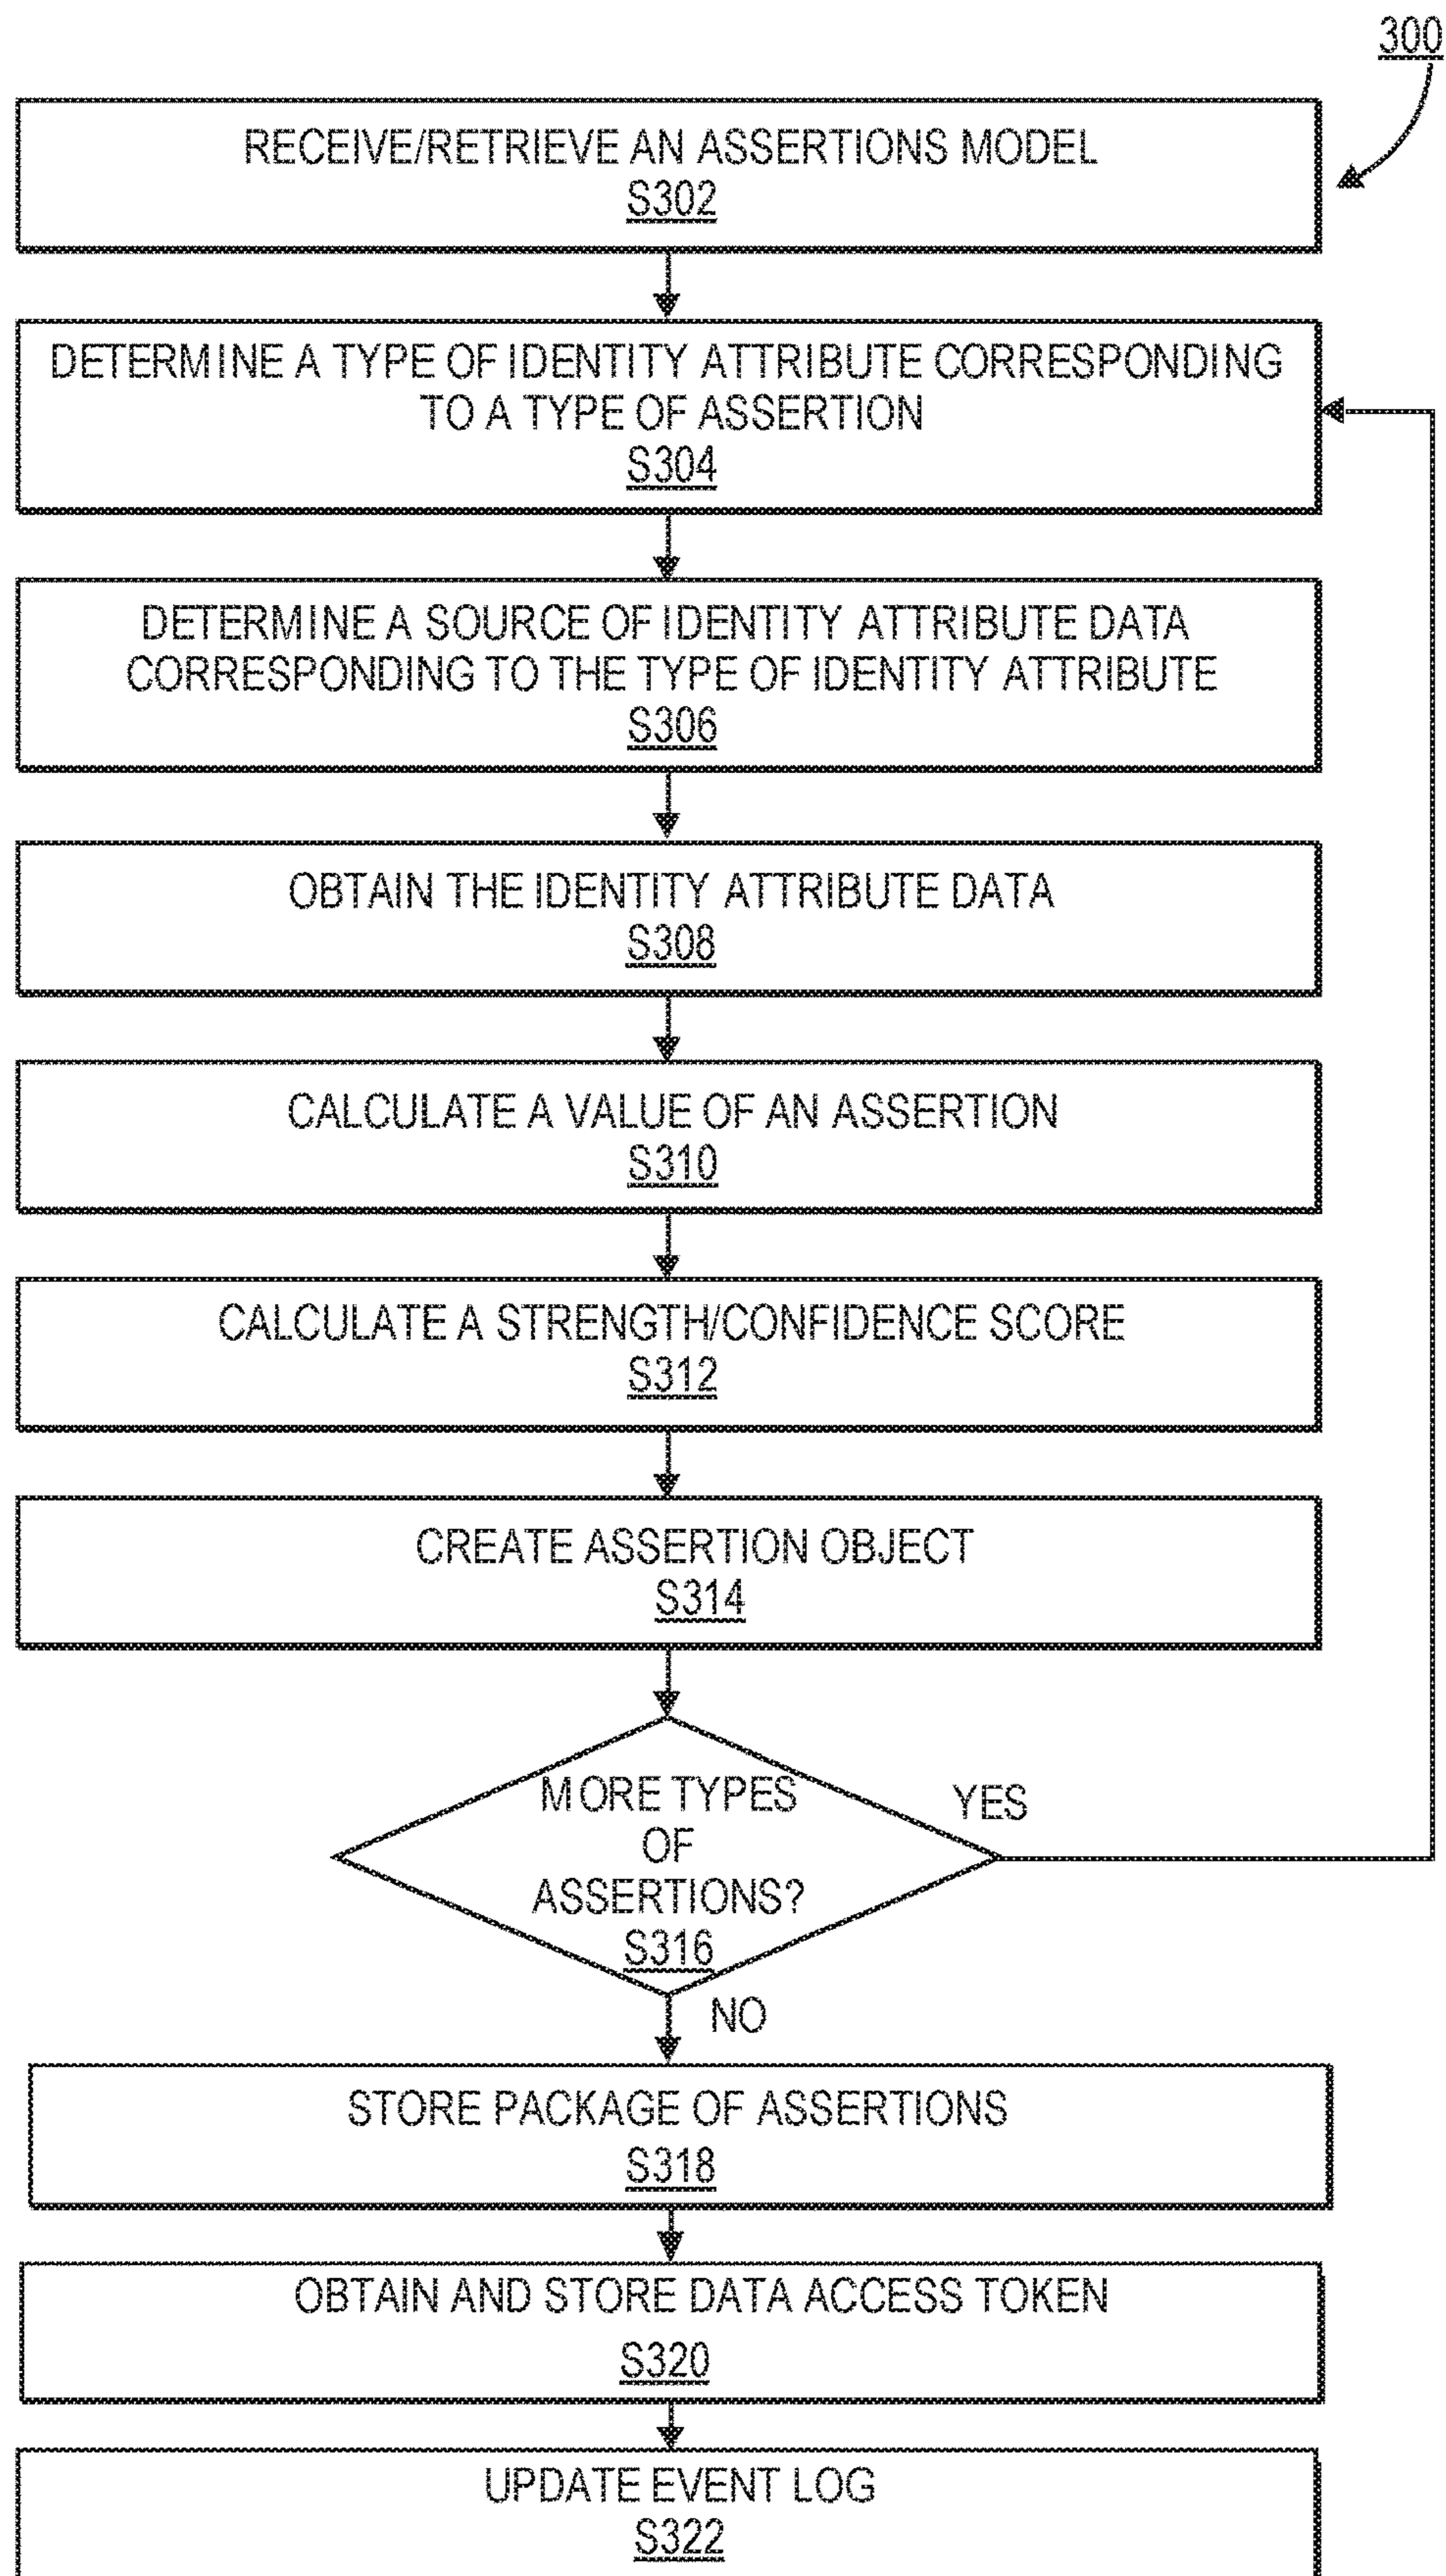 300
RECEIVE/RETRIEVE AN ASSERTIONS MODEL
S302
DETERMINE A TYPE OF IDENTITY ATTRIBUTE CORRESPONDING
TO A TYPE OF ASSERTION
S304
DETERMINE A SOURCE OF IDENTITY ATTRIBUTE DATA
CORRESPONDING TO THE TYPE OF IDENTITY ATTRIBUTE
S306
OBTAIN THE IDENTITY ATTRIBUTE DATA
S308
CALCULATE A VALUE OF AN ASSERTION
S310
CALCULATE A STRENGTH/CONFIDENCE SCORE
S312
CREATE ASSERTION OBJECT
S314
MORE TYPES
OF
ASSERTIONS?
S316
YES
NO
STORE PACKAGE OF ASSERTIONS
S318
OBTAIN AND STORE DATA ACCESS TOKEN
S320
UPDATE EVENT LOG
S322